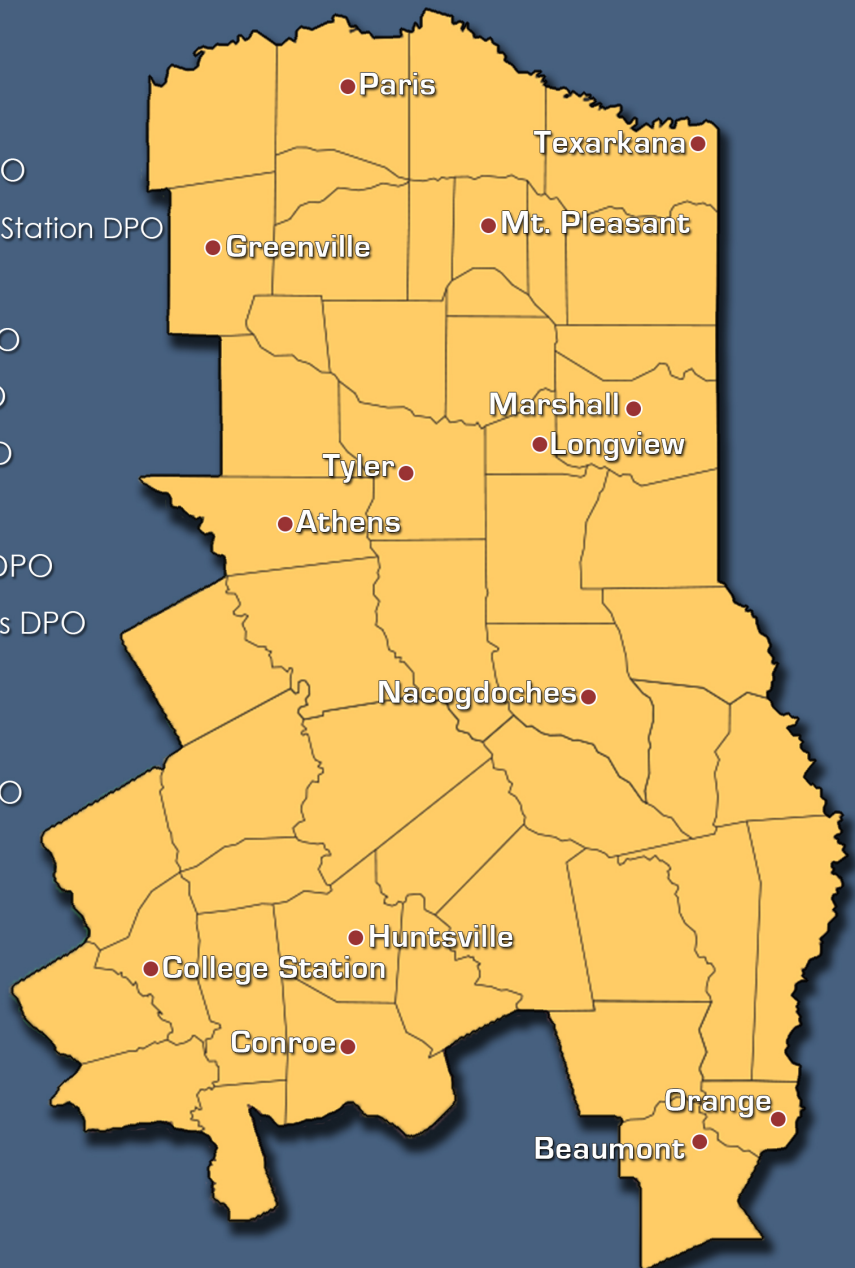 Paris
Texarkana
O
Mt. Pleasant
Station DPO
Greenville
O
Marshall
Longview
Tyler
Athens
DPO
s DPO
Nacogdoches
O
Huntsville
College Station
Conroe
Orange
Beaumont